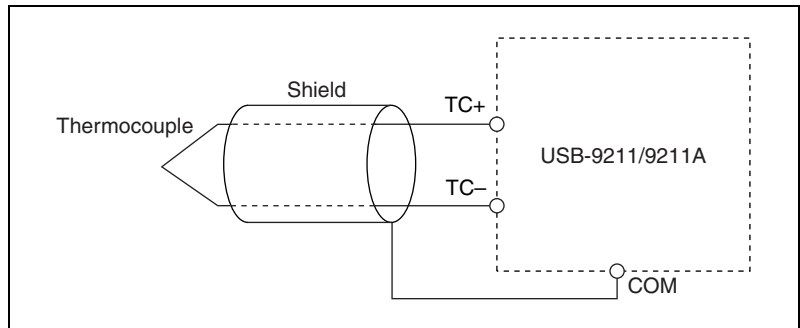 Shield
TC+
Thermocouple
USB-9211/9211A
TC–
COM